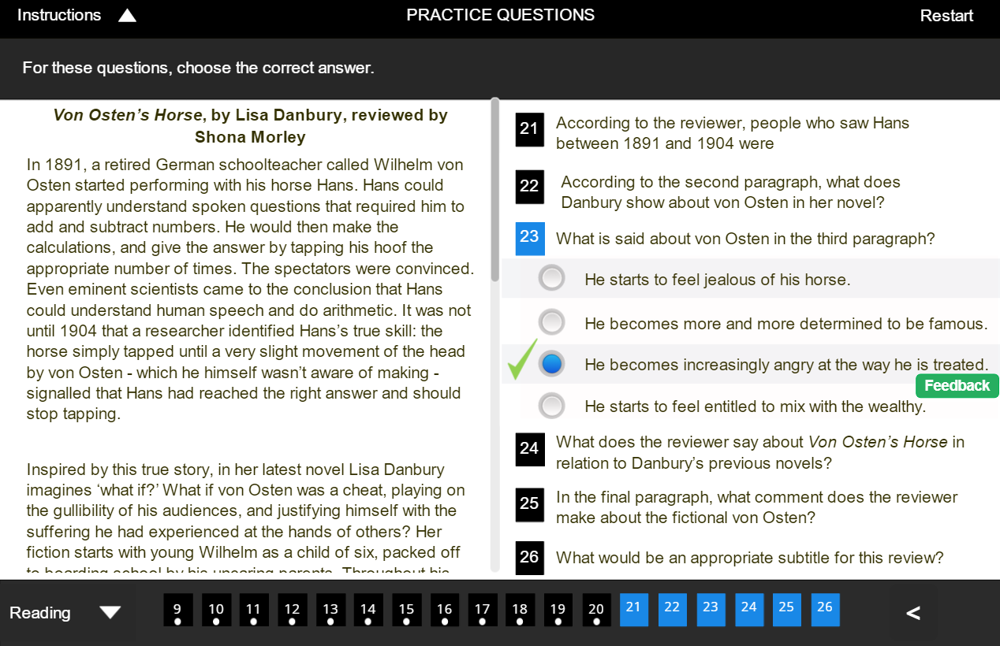 Instructions
PRACTICE QUESTIONS
Restart
For these questions, choose the correct answer.
Von Osten’s Horse, by Lisa Danbury, reviewed by
Shona Morley
In 1891, a retired German schoolteacher called Wilhelm von
Osten started performing with his horse Hans. Hans could
apparently understand spoken questions that required him to
add and subtract numbers. He would then make the
calculations, and give the answer by tapping his hoof the
appropriate number of times. The spectators were convinced.
Even eminent scientists came to the conclusion that Hans
could understand human speech and do arithmetic. It was not
until 1904 that a researcher identified Hans’s true skill: the
horse simply tapped until a very slight movement of the head
by von Osten - which he himself wasn’t aware of making -
signalled that Hans had reached the right answer and should
stop tapping.
Inspired by this true story, in her latest novel Lisa Danbury
imagines ‘what if?’ What if von Osten was a cheat, playing on
the gullibility of his audiences, and justifying himself with the
suffering he had experienced at the hands of others? Her
fiction starts with young Wilhelm as a child of six, packed off
to boarding school by his uncaring parents. Throughout his
21 According to the reviewer, people who saw Hans
between 1891 and 1904 were
22 According to the second paragraph, what does
Danbury show about von Osten in her novel?
23 What is said about von Osten in the third paragraph?
He starts to feel jealous of his horse.
He becomes more and more determined to be famous.
He becomes increasingly angry at the way he is treated.
Feedback
He starts to feel entitled to mix with the wealthy.
24 What does the reviewer say about Von Osten’s Horse in
relation to Danbury’s previous novels?
25 In the final paragraph, what comment does the reviewer
make about the fictional von Osten?
26 What would be an appropriate subtitle for this review?
Reading
9 10 11 12 13 14 15 16 17 18 19 20 21 22 23 24 25 26
<